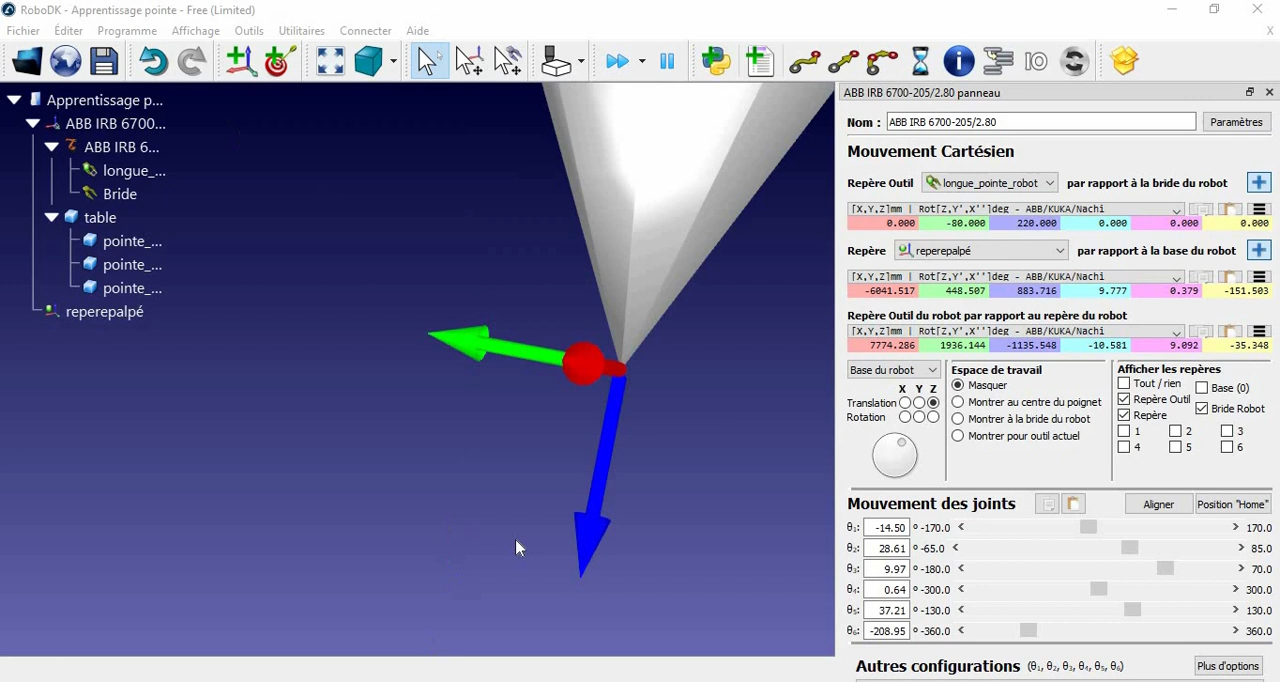 RoboDK - Apprentissage pointe - Free (Limited)
Fichier Éditer Programme Affichage Outils Utilitaires Connecter Aide X
IO
Apprentissage p...
ABB IRB 6700...
ABB IRB 6...
longue_...
Bride
table
pointe_...
pointe_...
pointe_...
reperepalpé
ABB IRB 6700-205/2.80 panneau
Nom : ABB IRB 6700-205/2.80 Paramètres
Mouvement Cartésien
Repère Outil longue_pointe_robot par rapport à la bride du robot
[X,Y,Z]mm | Rot[Z,Y',X'']deg - ABB/KUKA/Nachi
0.000 -80.000 220.000 0.000 0.000 0.000
Repère reperepalpé par rapport à la base du robot
[X,Y,Z]mm | Rot[Z,Y',X'']deg - ABB/KUKA/Nachi
-6041.517 448.507 883.716 9.777 0.379 -151.503
Repère Outil du robot par rapport au repère du robot
[X,Y,Z]mm | Rot[Z,Y',X'']deg - ABB/KUKA/Nachi
7774.286 1936.144 -1135.548 -10.581 9.092 -35.348
Base du robot
X Y Z
Translation
Rotation
Espace de travail
Masquer
Montrer au centre du poignet
Montrer à la bride du robot
Montrer pour outil actuel
Afficher les repères
Tout / rien Base (0)
Repère Outil Bride Robot
Repère
1 2 3
4 5 6
Mouvement des joints Aligner Position "Home"
θ₁: -14.50 º -170.0 < > 170.0
θ₂: 28.61 º -65.0 < > 85.0
θ₃: 9.97 º -180.0 < > 70.0
θ₄: 0.64 º -300.0 < > 300.0
θ₅: 37.21 º -130.0 < > 130.0
θ₆: -208.95 º -360.0 < > 360.0
Autres configurations (θ₁, θ₂, θ₃, θ₄, θ₅, θ₆) Plus d'options